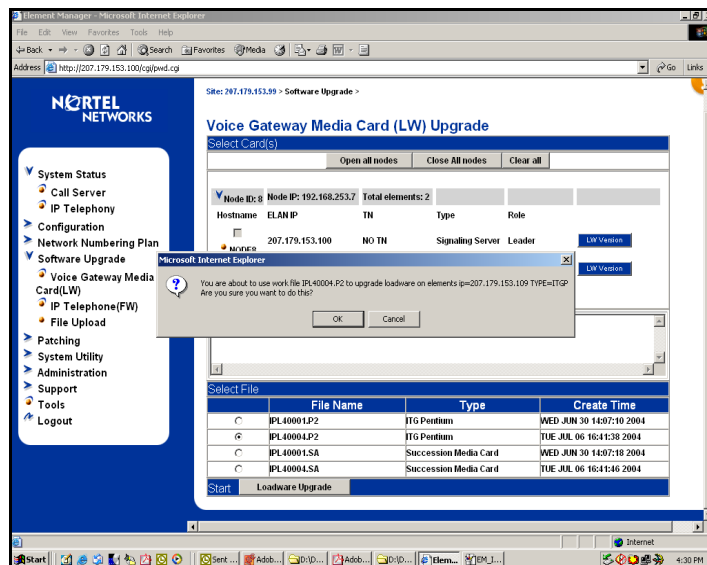 Element Manager - Microsoft Internet Explorer
File Edit View Favorites Tools Help
Back Search Favorites Media
Address http://207.179.153.100/cgi/pwd.cgi Go Links
NORTEL
NETWORKS
System Status
Call Server
IP Telephony
Configuration
Network Numbering Plan
Software Upgrade
Voice Gateway Media
Card(LW)
IP Telephone(FW)
File Upload
Patching
System Utility
Administration
Support
Tools
Logout
Site: 207.179.153.99 > Software Upgrade >
Voice Gateway Media Card (LW) Upgrade
Select Card(s)
Open all nodes Close All nodes Clear all
Node ID: 8 Node IP: 192.168.253.7 Total elements: 2
Hostname ELAN IP TN Type Role
NODE8 207.179.153.100 NO TN Signaling Server Leader LW Version
LW Version
Microsoft Internet Explorer
You are about to use work file IPL40004.P2 to upgrade loadware on elements ip=207.179.153.109 TYPE=ITGP
Are you sure you want to do this?
OK Cancel
Select File
File Name Type Create Time
IPL40001.P2 ITG Pentium WED JUN 30 14:07:10 2004
IPL40004.P2 ITG Pentium TUE JUL 06 16:41:38 2004
IPL40001.SA Succession Media Card WED JUN 30 14:07:18 2004
IPL40004.SA Succession Media Card TUE JUL 06 16:41:46 2004
Start Loadware Upgrade
Internet
Start Sent ... Adob... D:\D... Adob... D:\D... Elem... EM_I... 4:30 PM